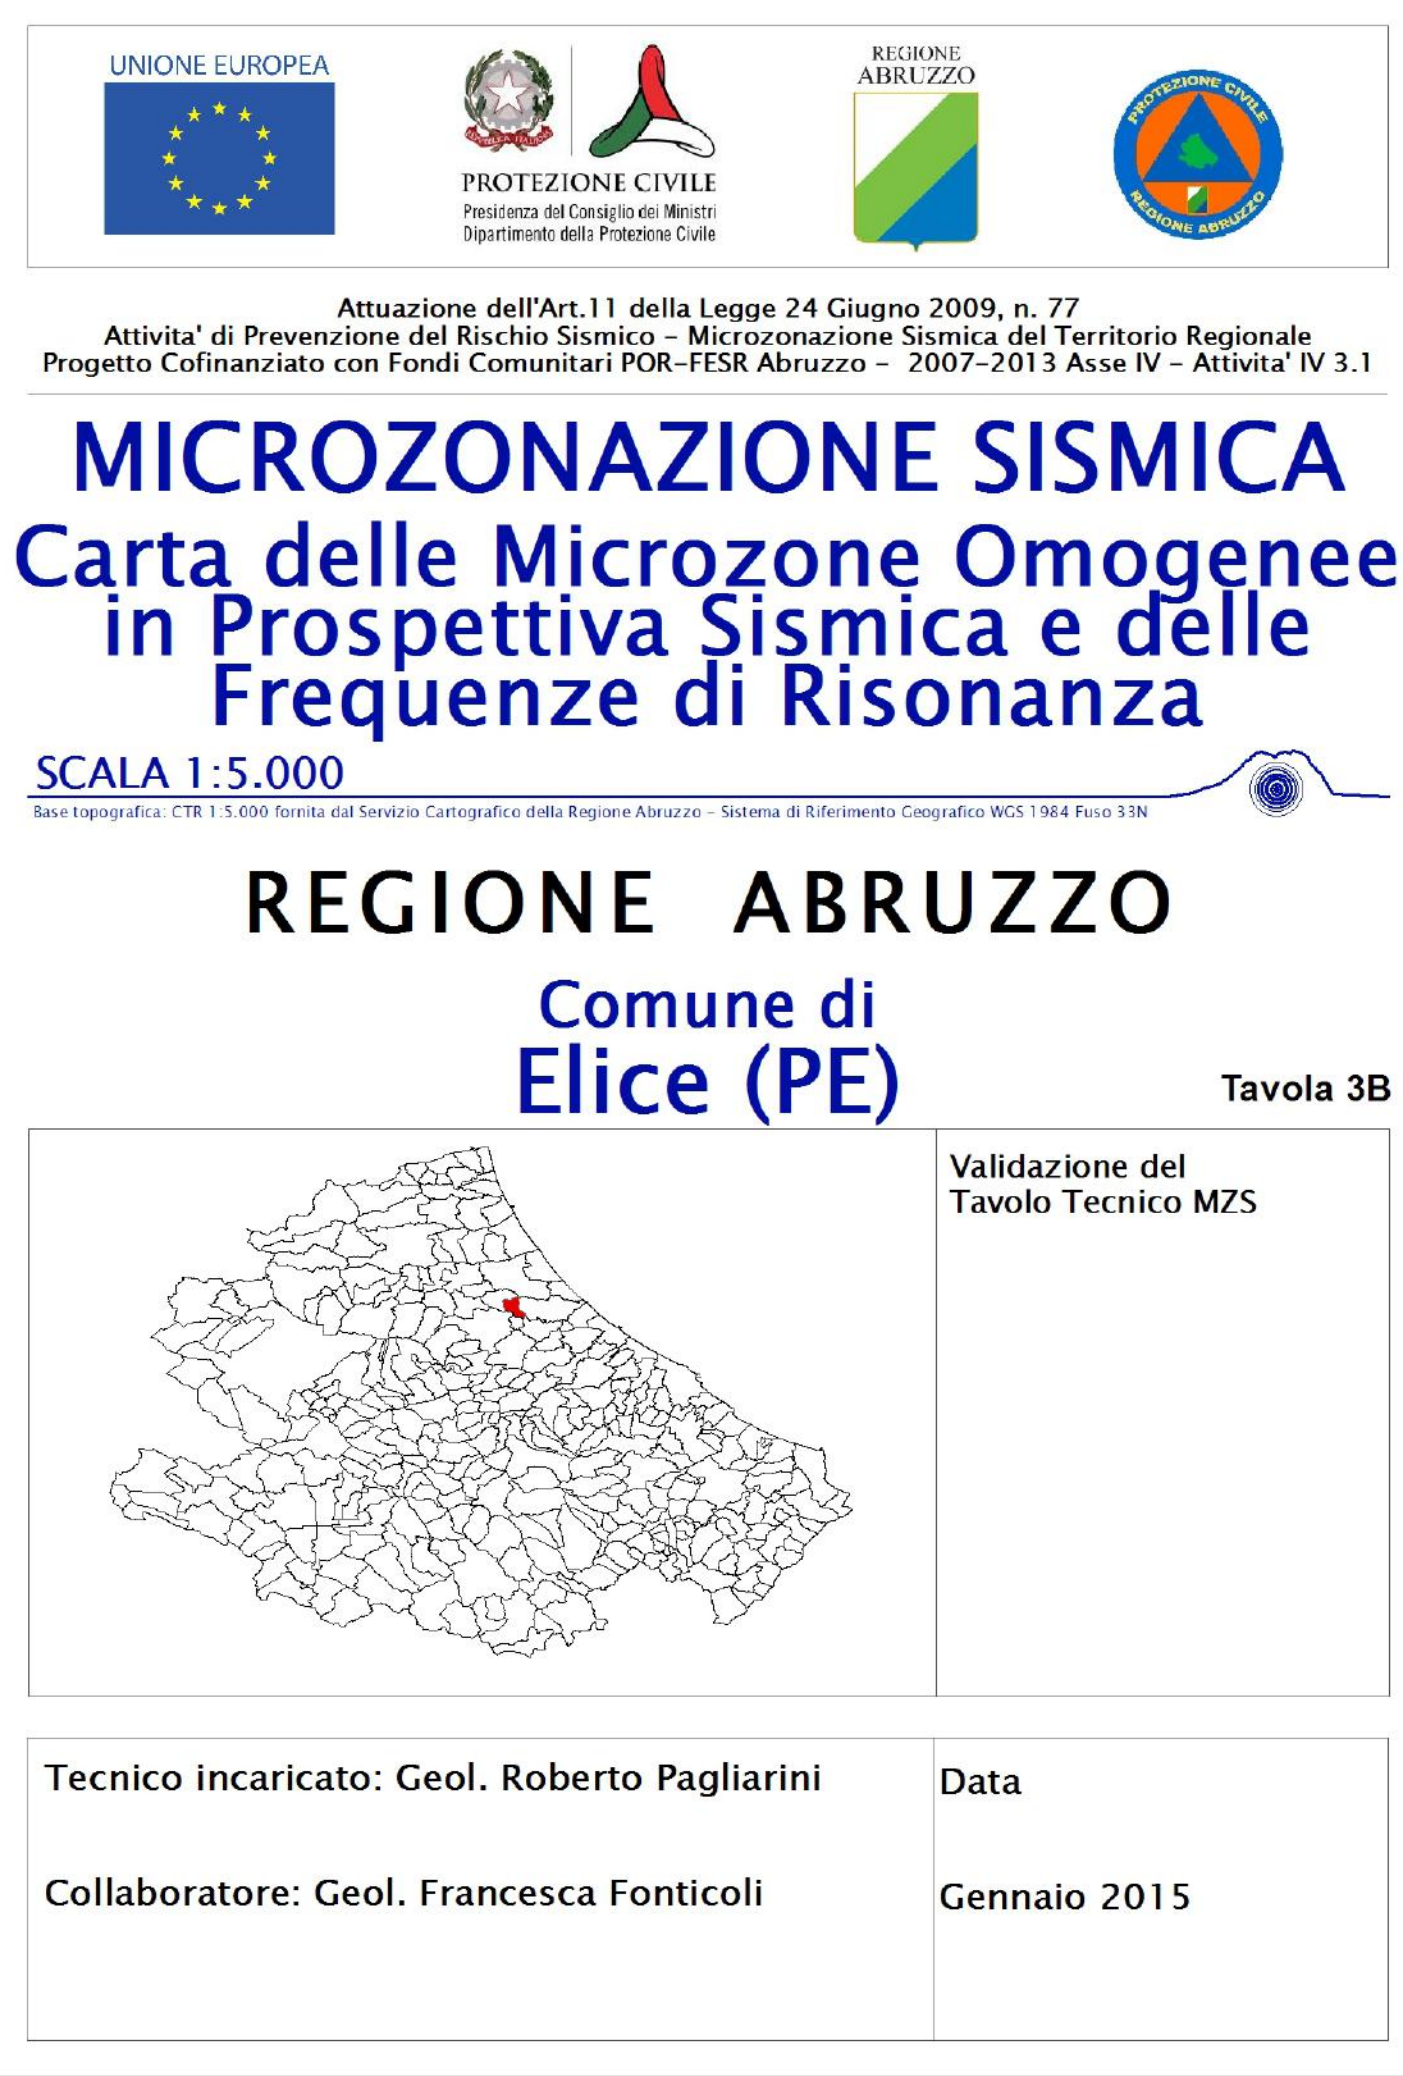 UNIONE EUROPEA
REPVBBLICA ITALIANA
PROTEZIONE CIVILE
Presidenza del Consiglio dei Ministri
Dipartimento della Protezione Civile
REGIONE
ABRUZZO
PROTEZIONE CIVILE
REGIONE ABRUZZO
Attuazione dell'Art.11 della Legge 24 Giugno 2009, n. 77
Attivita' di Prevenzione del Rischio Sismico – Microzonazione Sismica del Territorio Regionale
Progetto Cofinanziato con Fondi Comunitari POR–FESR Abruzzo – 2007–2013 Asse IV – Attivita' IV 3.1
MICROZONAZIONE SISMICA
Carta delle Microzone Omogenee
in Prospettiva Sismica e delle
Frequenze di Risonanza
SCALA 1:5.000
Base topografica: CTR 1:5.000 fornita dal Servizio Cartografico della Regione Abruzzo – Sistema di Riferimento Geografico WGS 1984 Fuso 33N
REGIONE ABRUZZO
Comune di
Elice (PE)
Tavola 3B
Validazione del
Tavolo Tecnico MZS
Tecnico incaricato: Geol. Roberto Pagliarini
Data
Collaboratore: Geol. Francesca Fonticoli
Gennaio 2015